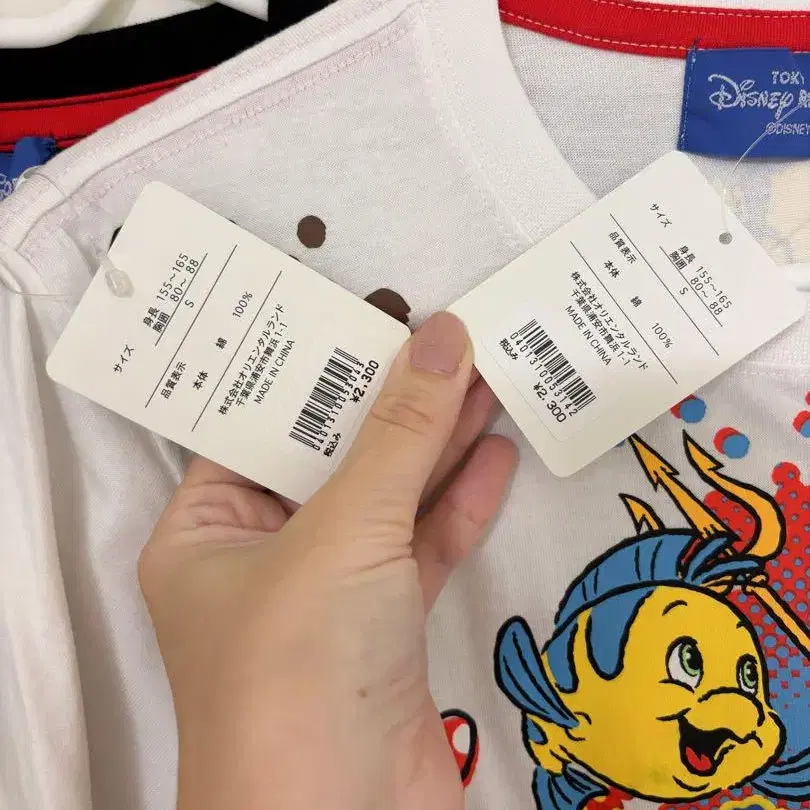 サイズ
身長 155~165
胸囲 80~ 88
S
品質表示
本体 綿 100%
株式会社オリエンタルランド
千葉県浦安市舞浜1-1
MADE IN CHINA
0401310053043
¥2,300
税込み
サイズ
身長 155~165
胸囲 80~ 88
S
品質表示
本体 綿 100%
株式会社オリエンタルランド
千葉県浦安市舞浜1-1
MADE IN CHINA
0401310053142
¥2,300
税込み
DISNEY
©DISNEY